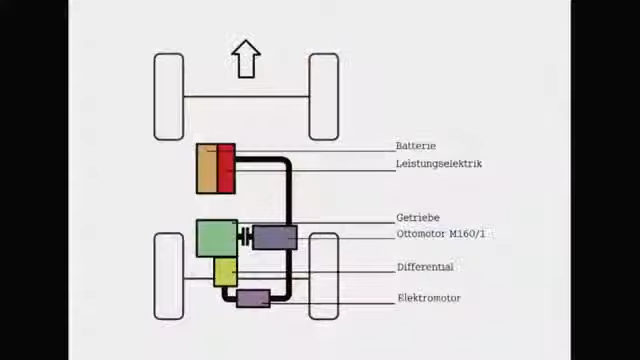 Batterie
Leistungselektrik
Getriebe
Ottomotor M160/1
Differential
Elektromotor